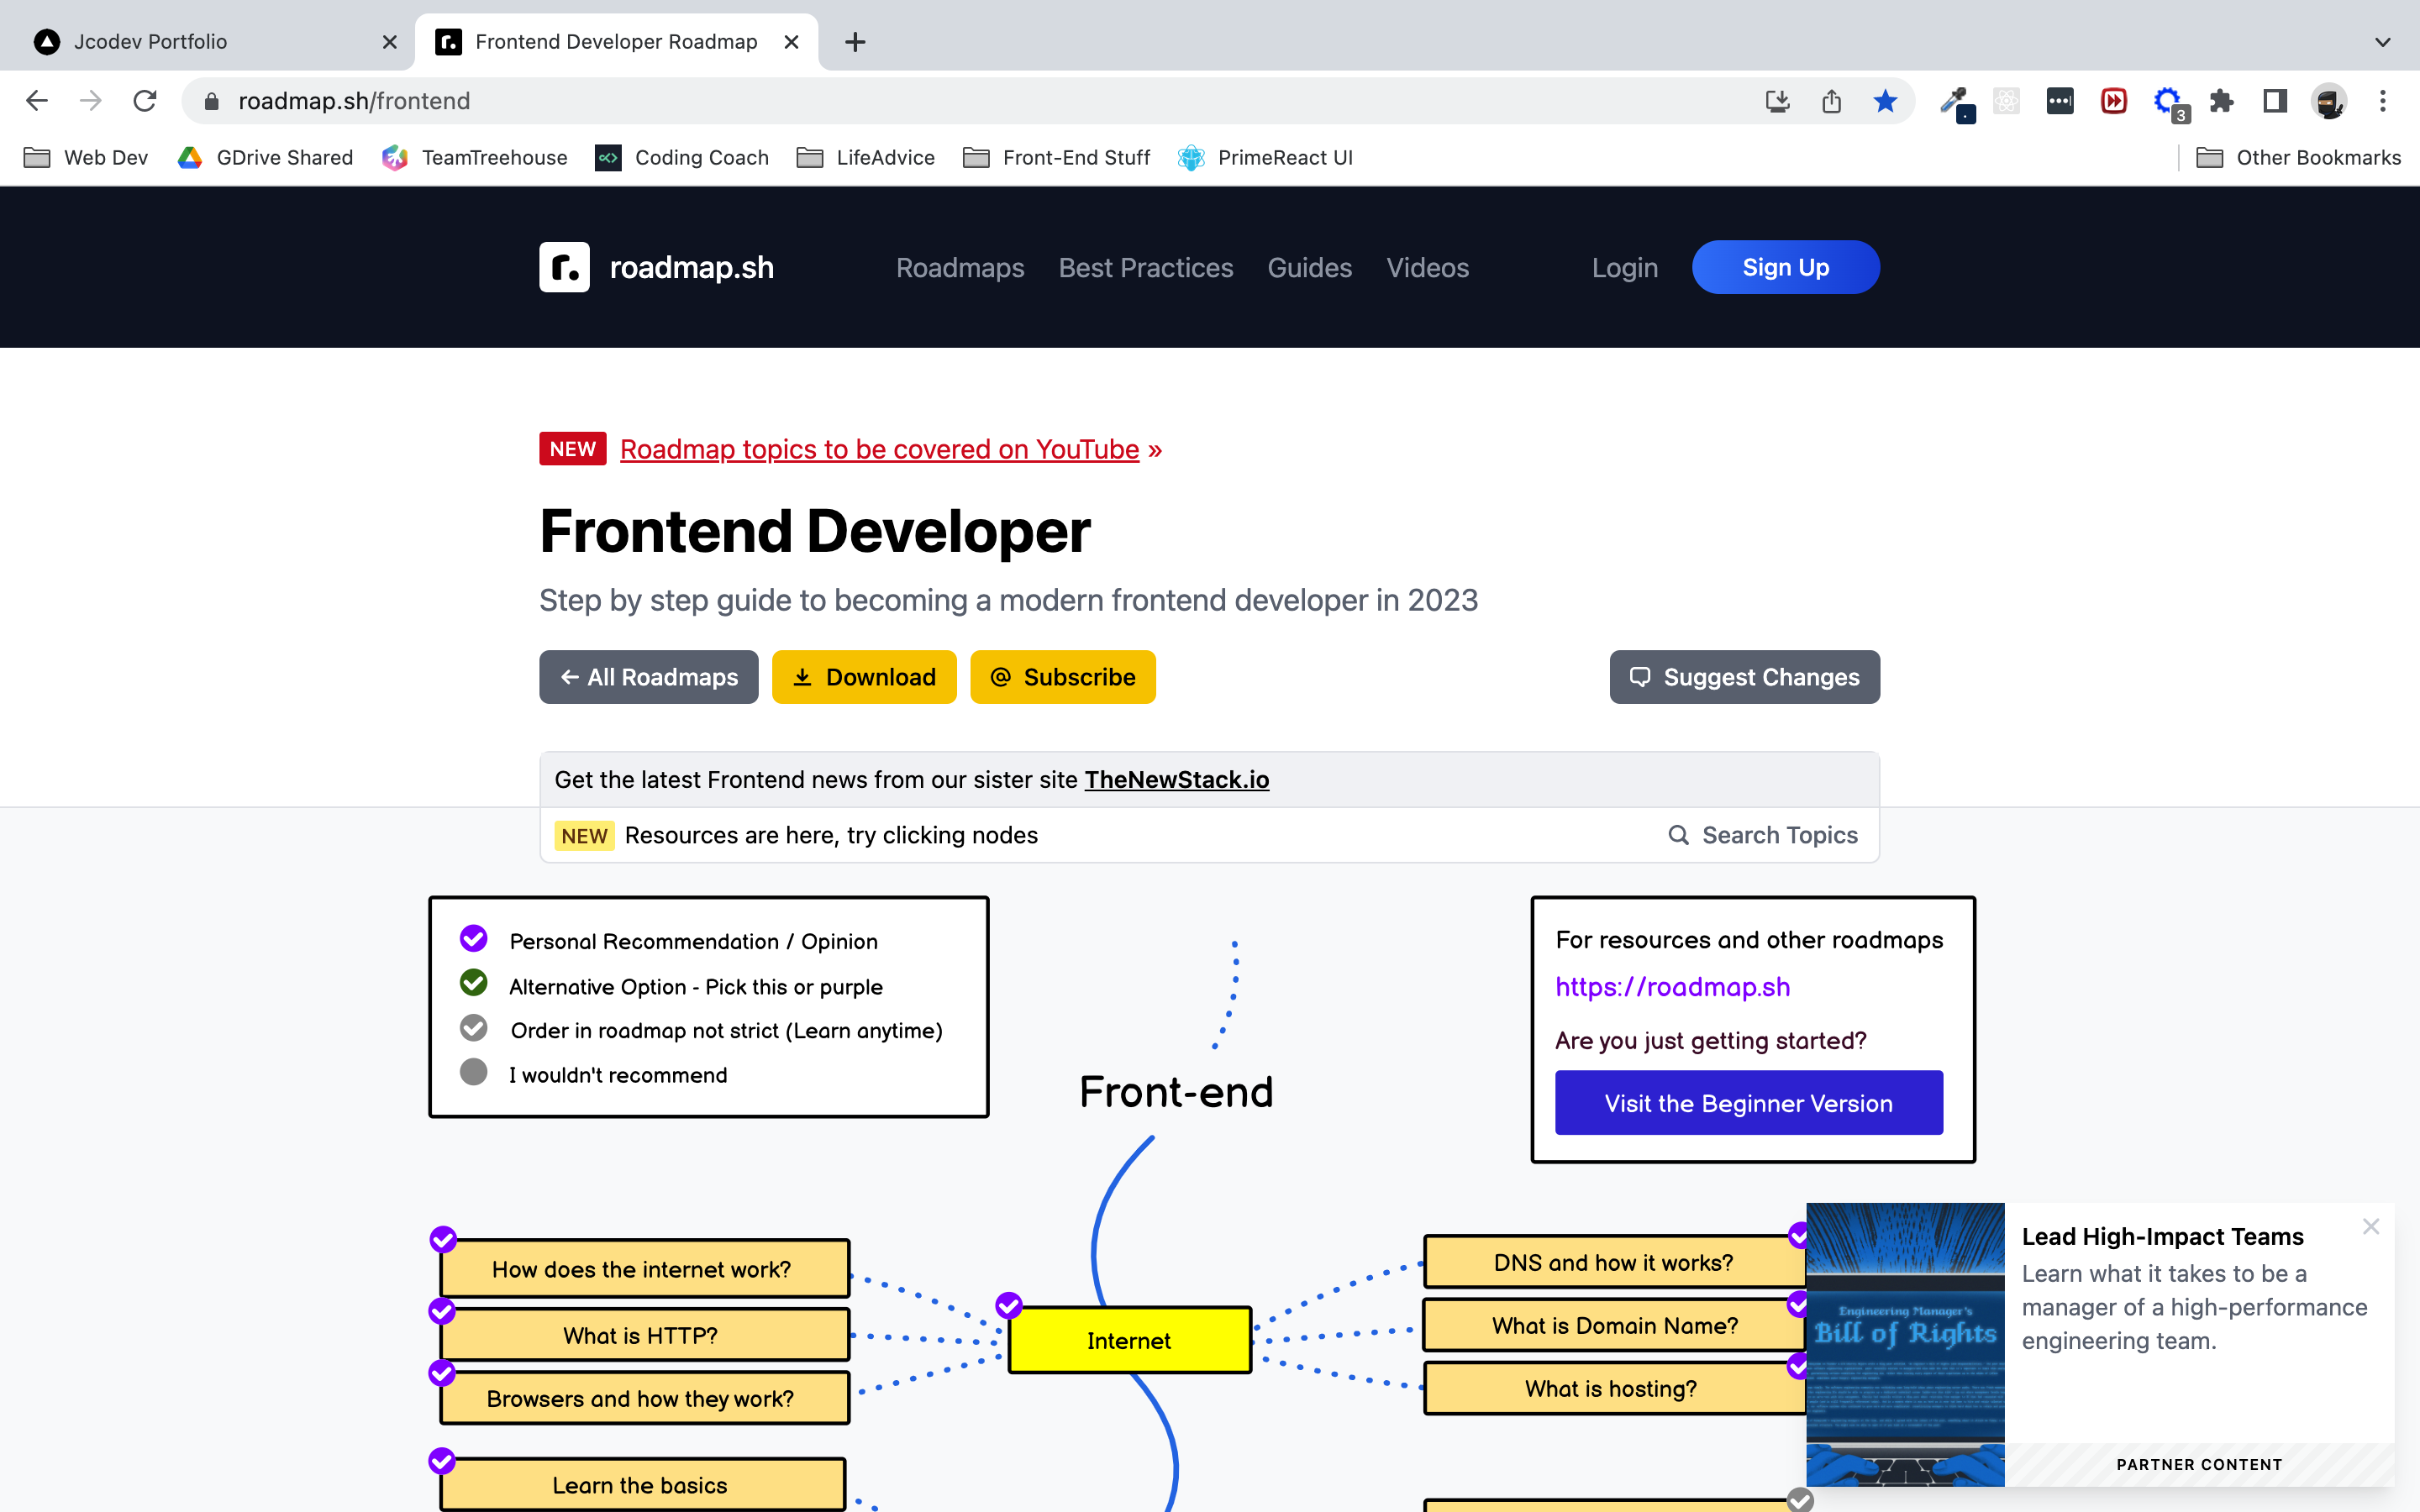 Jcodev Portfolio
Frontend Developer Roadmap
roadmap.sh/frontend
3
Web Dev
GDrive Shared
TeamTreehouse
Coding Coach
LifeAdvice
Front-End Stuff
PrimeReact UI
Other Bookmarks
r.
roadmap.sh
Roadmaps
Best Practices
Guides
Videos
Login
Sign Up
NEW Roadmap topics to be covered on YouTube »
Frontend Developer
Step by step guide to becoming a modern frontend developer in 2023
← All Roadmaps
Download
@ Subscribe
Suggest Changes
Get the latest Frontend news from our sister site TheNewStack.io
NEW Resources are here, try clicking nodes
Search Topics
Personal Recommendation / Opinion
Alternative Option - Pick this or purple
Order in roadmap not strict (Learn anytime)
I wouldn't recommend
For resources and other roadmaps
https://roadmap.sh
Are you just getting started?
Visit the Beginner Version
Front-end
How does the internet work?
What is HTTP?
Browsers and how they work?
Learn the basics
Internet
DNS and how it works?
What is Domain Name?
What is hosting?
Engineering Manager's
Bill of Rights
Lead High-Impact Teams
Learn what it takes to be a
manager of a high-performance
engineering team.
PARTNER CONTENT